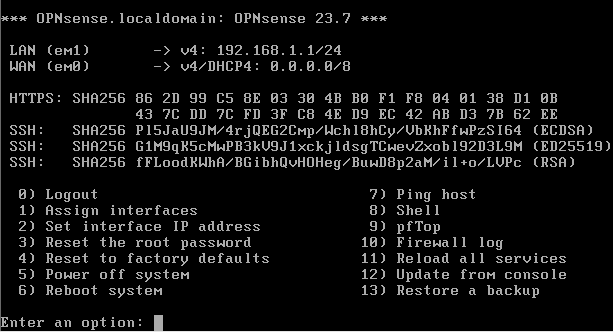 *** OPNsense.localdomain: OPNsense 23.7 ***
LAN (em1)       -> v4: 192.168.1.1/24
WAN (em0)       -> v4/DHCP4: 0.0.0.0/8
HTTPS: SHA256 86 2D 99 C5 8E 03 30 4B B0 F1 F8 04 01 38 D1 0B
43 7C DD 7C FD 3F C8 4E D9 EC 42 AB D3 7B 62 EE
SSH:   SHA256 Pl5JaU9JM/4rjQEG2Cmp/Wchl8hCy/VbKhFfwPzSI64 (ECDSA)
SSH:   SHA256 G1M9qK5cMwPB3kV9J1xckjldsgTCwevZxobl92D3L9M (ED25519)
SSH:   SHA256 fFLoodKWhA/BGibhQvHOHeg/BuwD8p2aM/il+o/LVPc (RSA)
0) Logout                              7) Ping host
1) Assign interfaces                   8) Shell
2) Set interface IP address            9) pfTop
3) Reset the root password            10) Firewall log
4) Reset to factory defaults          11) Reload all services
5) Power off system                   12) Update from console
6) Reboot system                      13) Restore a backup
Enter an option: